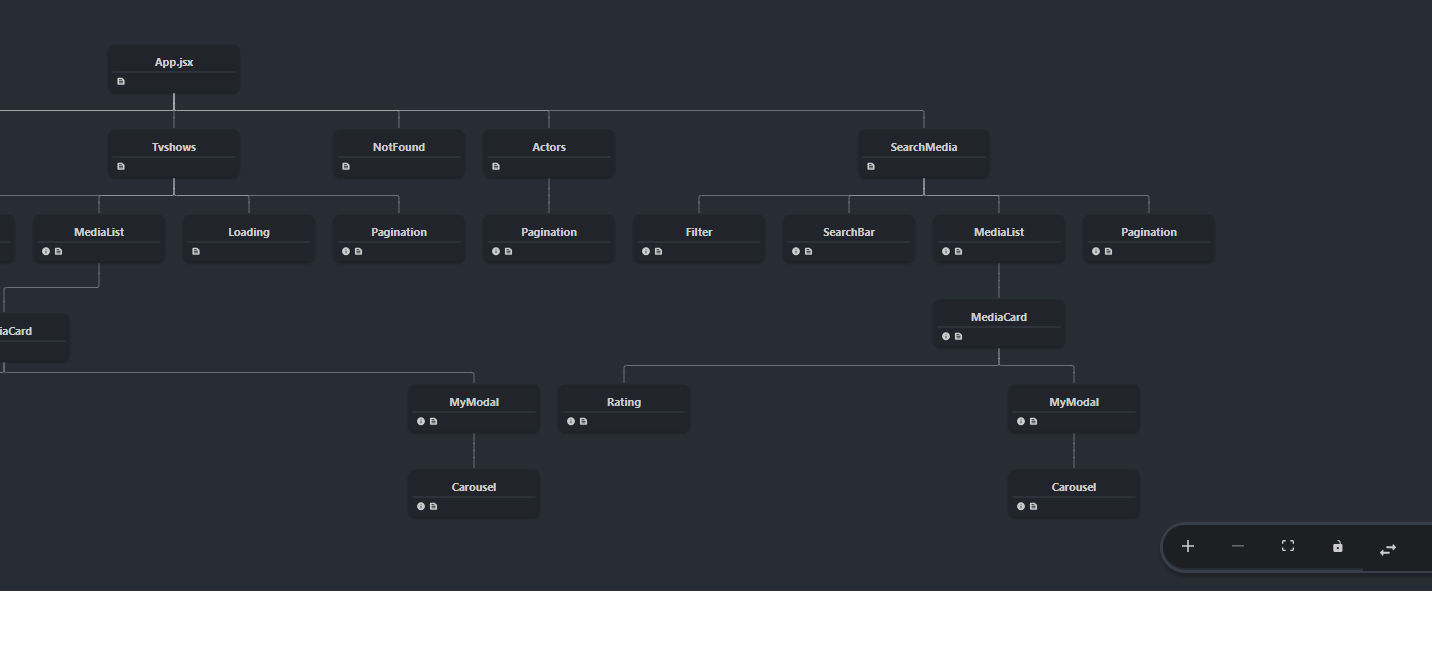 App.jsx
Tvshows
NotFound
Actors
SearchMedia
MediaList
Loading
Pagination
Pagination
Filter
SearchBar
MediaList
Pagination
MediaCard
iaCard
MyModal
Rating
MyModal
Carousel
Carousel